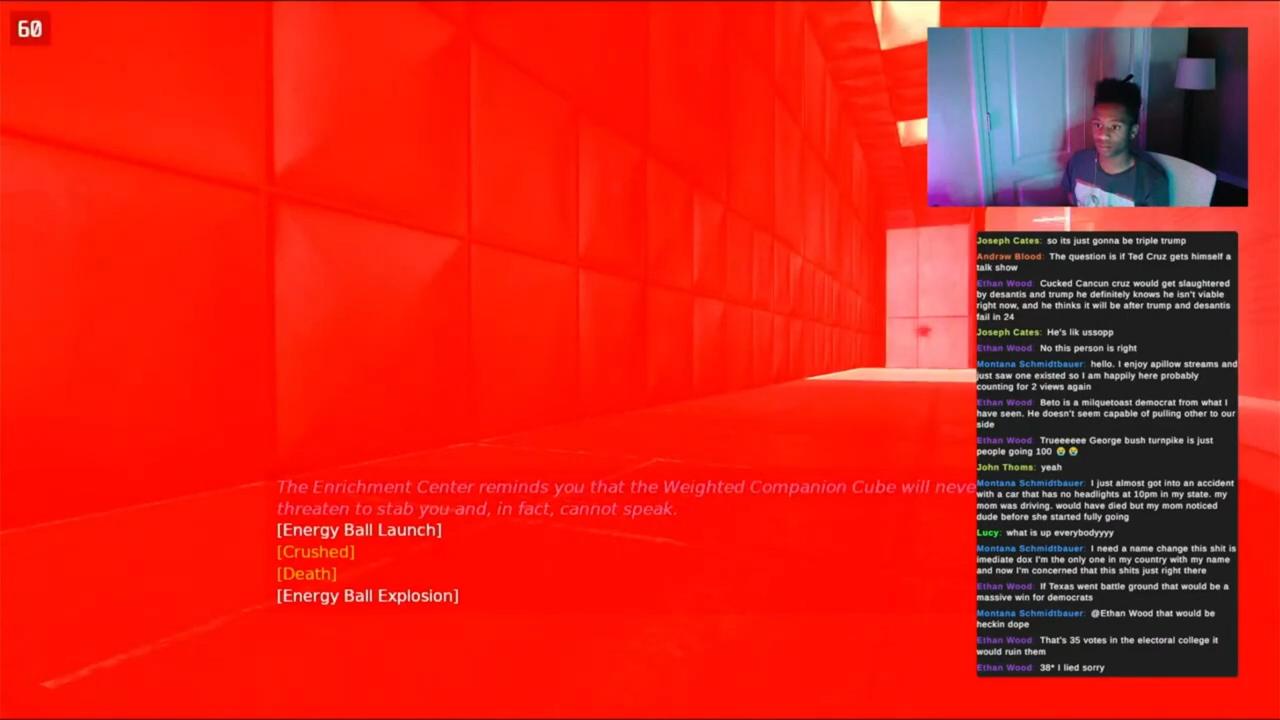 60
Joseph Cates: so its just gonna be triple trump
Andrew Blood: The question is if Ted Cruz gets himself a
talk show
Ethan Wood: Cucked Cancun cruz would get slaughtered
by desantis and trump he definitely knows he isn't viable
right now, and he thinks it will be after trump and desantis
fail in 24
Joseph Cates: He's lik ussopp
Ethan Wood: No this person is right
Montana Schmidtbauer: hello. I enjoy apillow streams and
just saw one existed so I am happily here probably
counting for 2 views again
Ethan Wood: Beto is a milquetoast democrat from what I
have seen. He doesn't seem capable of pulling other to our
side
Ethan Wood: Trueeeeee George bush turnpike is just
people going 100 😭 😭
John Thoms: yeah
Montana Schmidtbauer: I just almost got into an accident
with a car that has no headlights at 10pm in my state. my
mom was driving. would have died but my mom noticed
dude before she started fully going
Lucy: what is up everybodyyyy
Montana Schmidtbauer: I need a name change this shit is
imediate dox I'm the only one in my country with my name
and now I'm concerned that this shits just right there
Ethan Wood: If Texas went battle ground that would be a
massive win for democrats
Montana Schmidtbauer: @Ethan Wood that would be
heckin dope
Ethan Wood: That's 35 votes in the electoral college it
would ruin them
Ethan Wood: 38* I lied sorry
The Enrichment Center reminds you that the Weighted Companion Cube will neve
threaten to stab you and, in fact, cannot speak.
[Energy Ball Launch]
[Crushed]
[Death]
[Energy Ball Explosion]